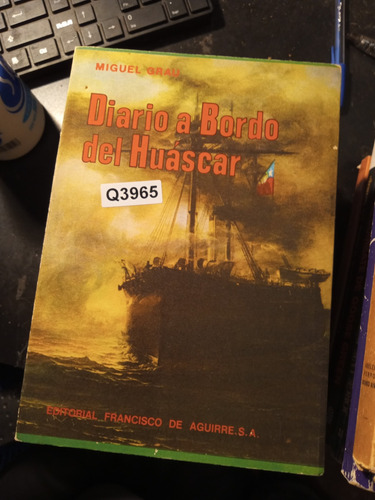 MIGUEL GRAU
Diario a Bordo
del Huáscar
Q3965
EDITORIAL FRANCISCO DE AGUIRRE.S.A.